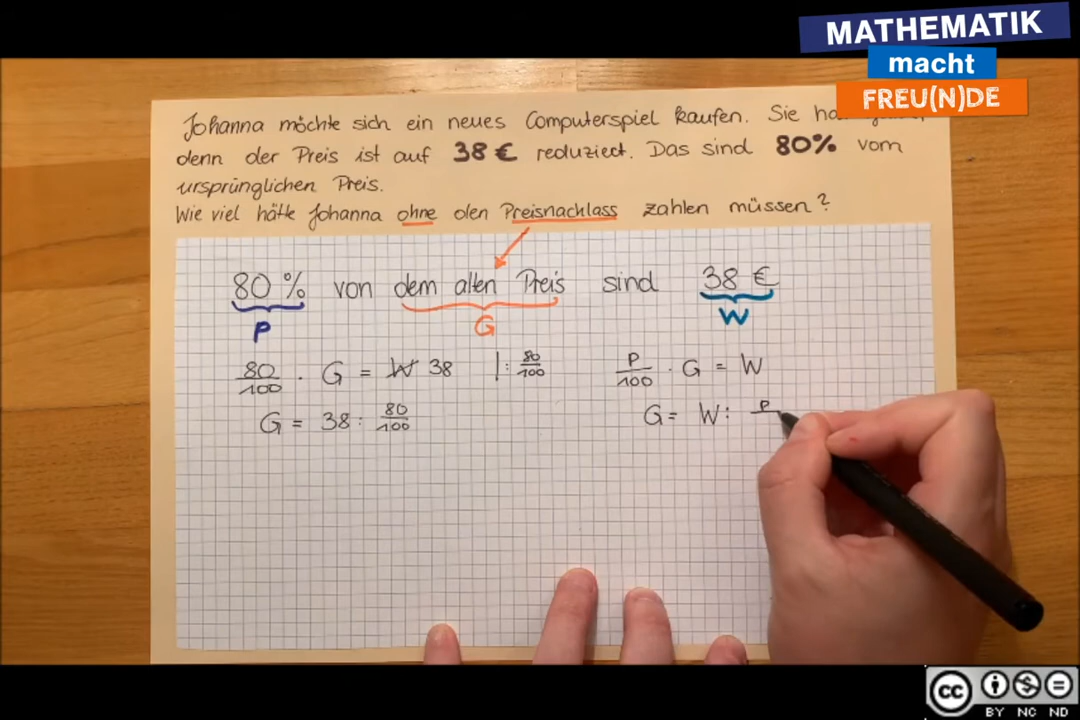 MATHEMATIK
macht
FREU(N)DE
Johanna möchte sich ein neues Computerspiel kaufen. Sie
denn der Preis ist auf 38 € reduziert. Das sind 80% vom
ursprünglichen Preis.
Wie viel hätte Johanna ohne den Preisnachlass zahlen müssen?
80 % von dem alten Preis sind 38 €
P G W
80/100 · G = W 38 |: 80/100 P/100 · G = W
G = 38 : 80/100 G = W : P
CC BY NC ND